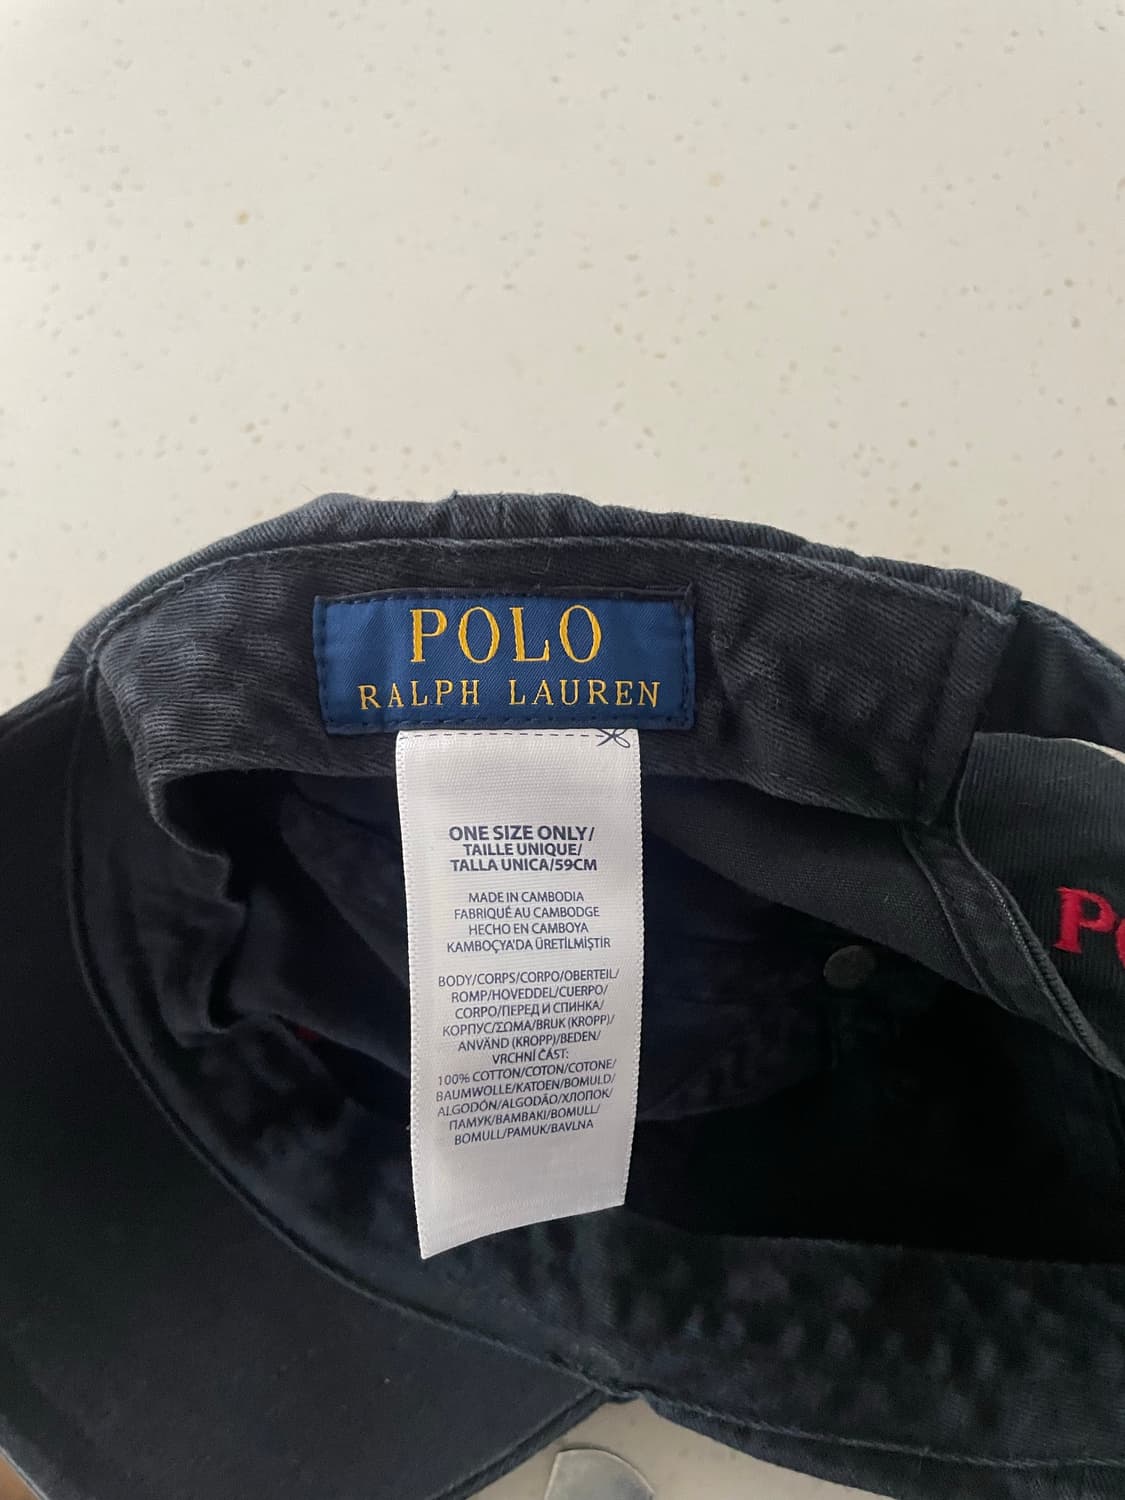 POLO
RALPH LAUREN
ONE SIZE ONLY/
TAILLE UNIQUE/
TALLA UNICA/59CM
MADE IN CAMBODIA
FABRIQUÉ AU CAMBODGE
HECHO EN CAMBOYA
KAMBOÇYA'DA ÜRETİLMİŞTİR
BODY/CORPS/CORPO/OBERTEIL/
ROMP/HOVEDDEL/CUERPO/
CORPO/ПЕРЕД И СПИНКА/
КОРПУС/ΣΩΜΑ/BRUK (KROPP)/
ANVÄND (KROPP)/BEDEN/
VRCHNÍ ČÁST:
100% COTTON/COTON/COTONE/
BAUMWOLLE/KATOEN/BOMULD/
ALGODÓN/ALGODÃO/ХЛОПОК/
ПАМУК/ΒΑΜΒΑΚΙ/BOMULL/
BOMULL/PAMUK/BAVLNA